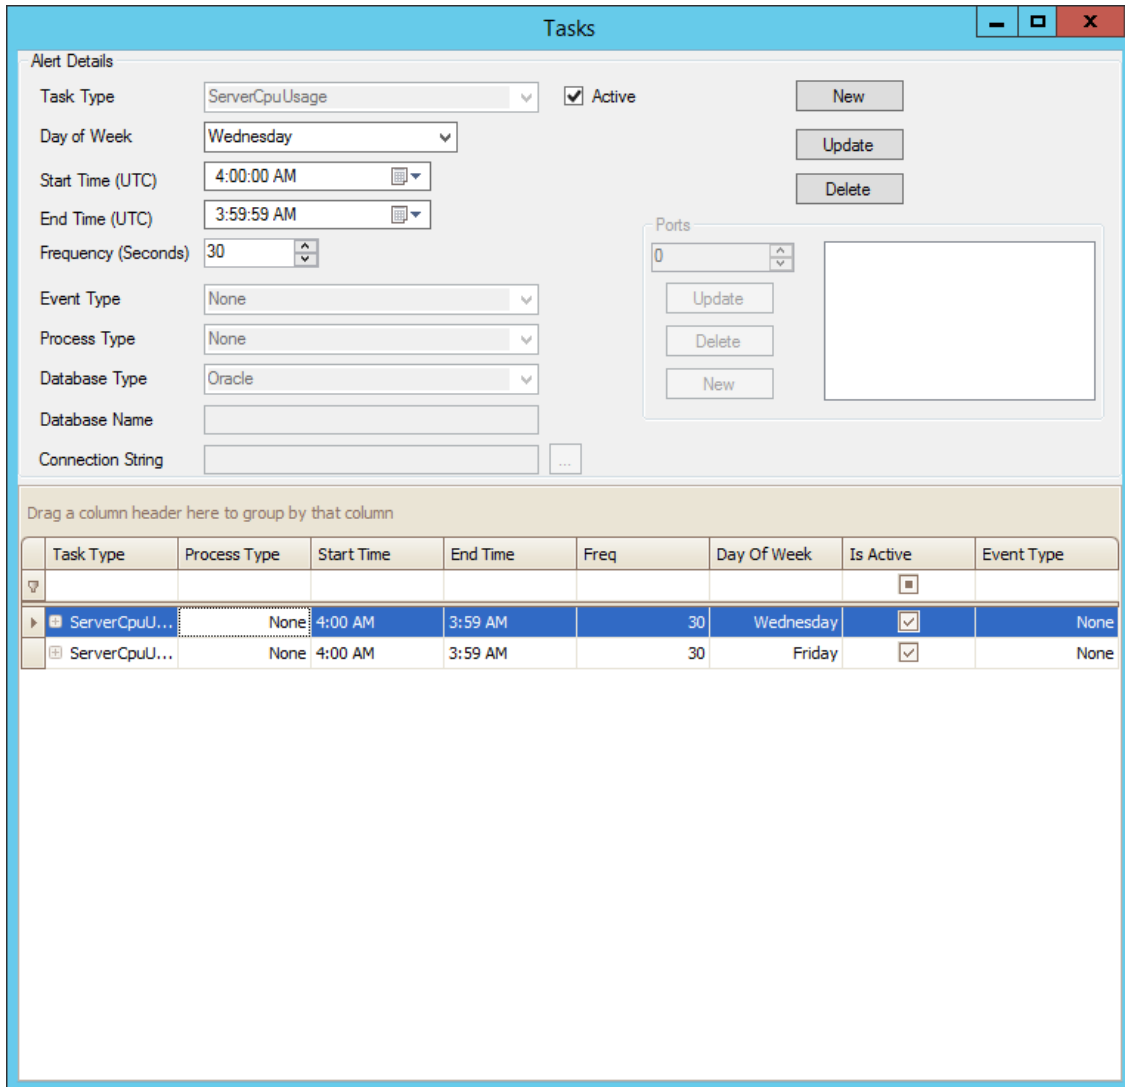 Tasks
Alert Details
Task Type ServerCpuUsage Active New
Day of Week Wednesday Update
Start Time (UTC) 4:00:00 AM Delete
End Time (UTC) 3:59:59 AM Ports
Frequency (Seconds) 30 0
Event Type None Update
Process Type None Delete
Database Type Oracle New
Database Name
Connection String ...
Drag a column header here to group by that column
Task Type Process Type Start Time End Time Freq Day Of Week Is Active Event Type
ServerCpuU... None 4:00 AM 3:59 AM 30 Wednesday None
ServerCpuU... None 4:00 AM 3:59 AM 30 Friday None